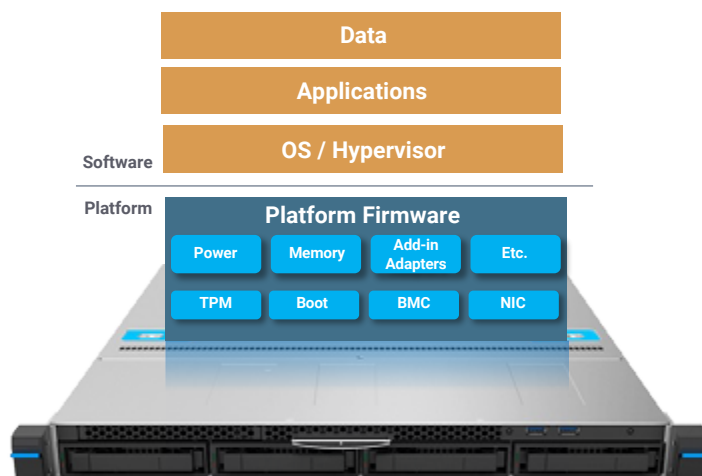 Data
Applications
OS / Hypervisor
Software
Platform
Platform Firmware
Power
Memory
Add-in
Adapters
Etc.
TPM
Boot
BMC
NIC